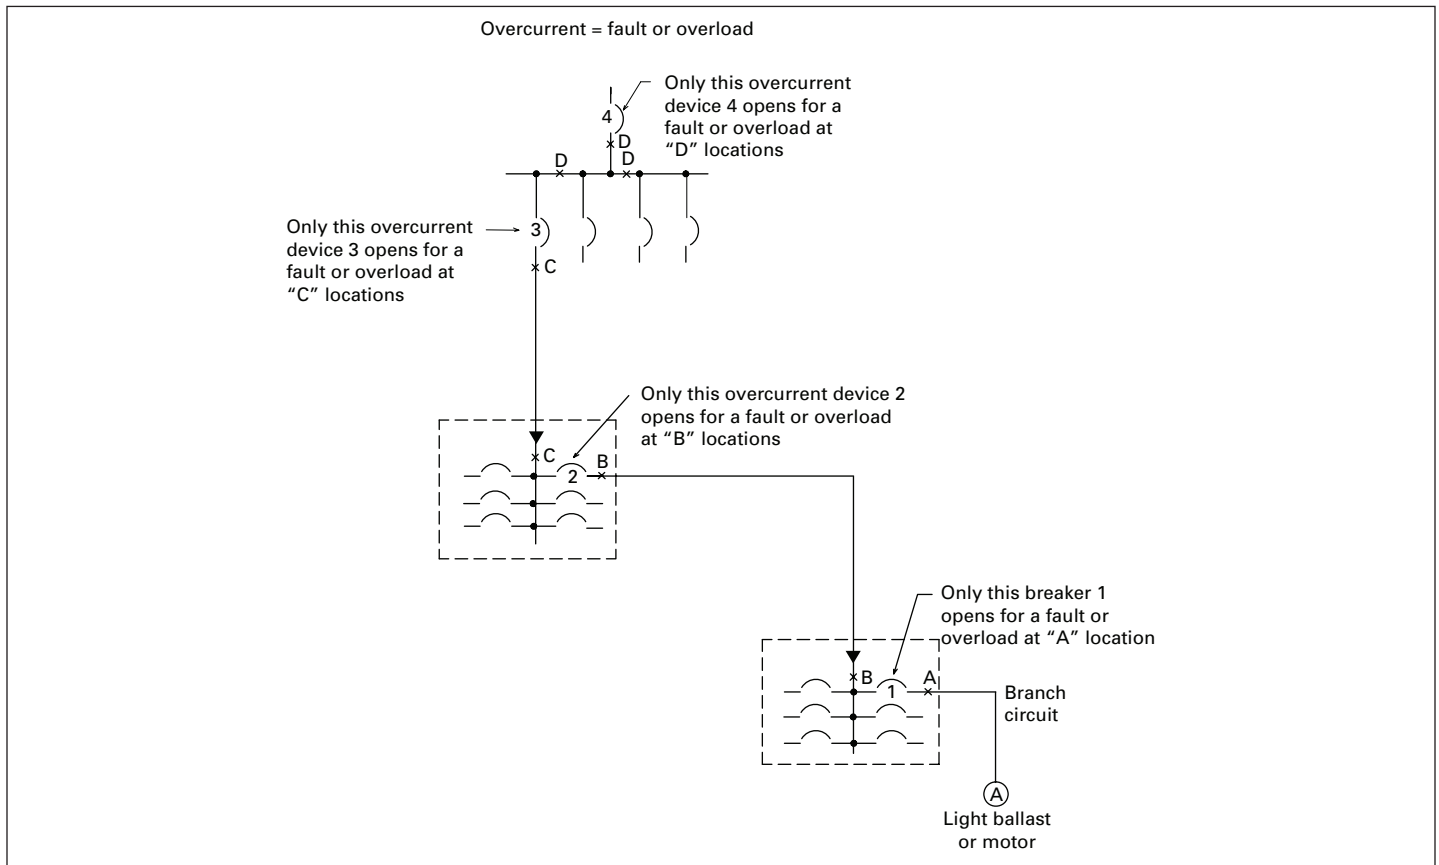 Overcurrent = fault or overload
Only this overcurrent
device 4 opens for a
fault or overload at
“D” locations
4
D
D
D
Only this overcurrent
device 3 opens for a
fault or overload at
“C” locations
3
C
Only this overcurrent device 2
opens for a fault or overload
at “B” locations
C
B
2
Only this breaker 1
opens for a fault or
overload at “A” location
B
A
1
Branch
circuit
A
Light ballast
or motor